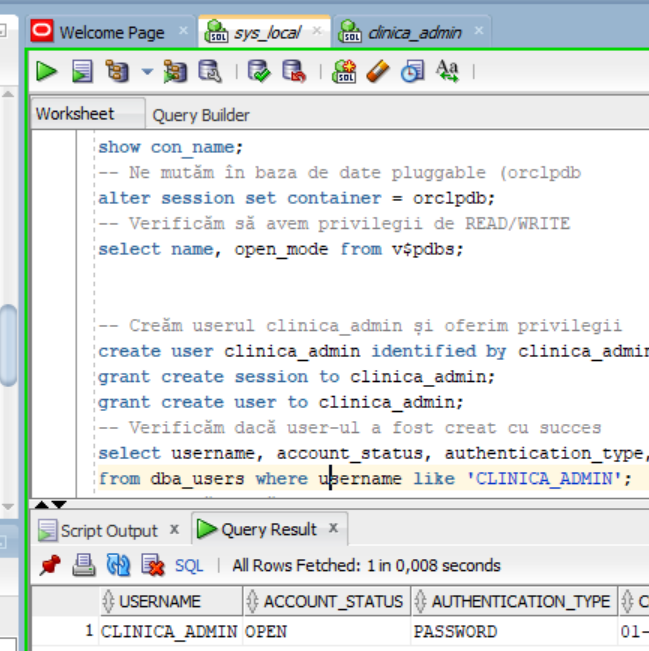 Welcome Page sys_local clinica_admin
Worksheet Query Builder
show con_name;
-- Ne mutăm în baza de date pluggable (orclpdb
alter session set container = orclpdb;
-- Verificăm să avem privilegii de READ/WRITE
select name, open_mode from v$pdbs;
-- Creăm userul clinica_admin și oferim privilegii
create user clinica_admin identified by clinica_admin
grant create session to clinica_admin;
grant create user to clinica_admin;
-- Verificăm dacă user-ul a fost creat cu succes
select username, account_status, authentication_type,
from dba_users where username like 'CLINICA_ADMIN';
Script Output x Query Result x
SQL | All Rows Fetched: 1 in 0,008 seconds
USERNAME ACCOUNT_STATUS AUTHENTICATION_TYPE C
1 CLINICA_ADMIN OPEN PASSWORD 01-